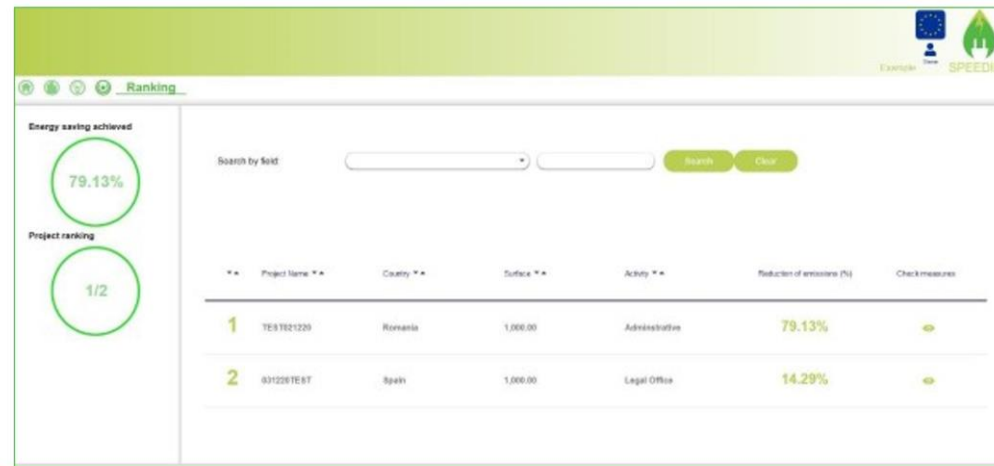 Example
SPEEDI
Ranking
Energy saving achieved
79.13%
Project ranking
1/2
Search by field
Search
Clear
Project Name
Country
Surface
Activity
Reduction of emissions (%)
Check measures
1 TEST021220 Romania 1,000.00 Adminstrative 79.13%
2 031220TEST Spain 1,000.00 Legal Office 14.29%